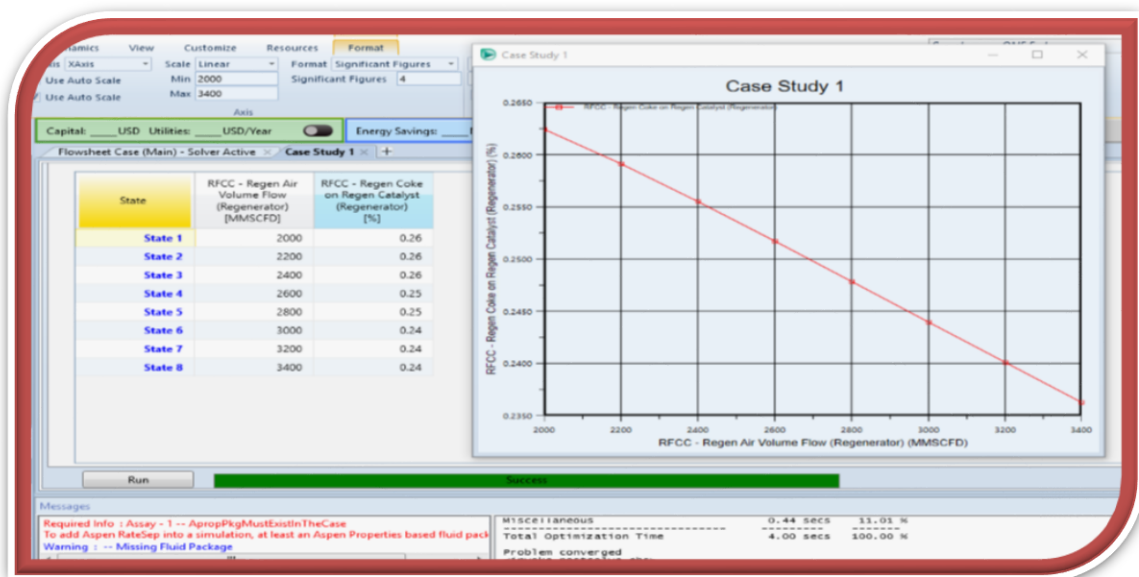 namics View Customize Resources Format
xis XAxis Scale Linear Format Significant Figures
Use Auto Scale Min 2000 Significant Figures 4
Use Auto Scale Max 3400
Axis
Capital: ____USD Utilities: ____USD/Year Energy Savings: ____
Flowsheet Case (Main) - Solver Active × Case Study 1 × +
State
RFCC - Regen Air
Volume Flow
(Regenerator)
[MMSCFD]
RFCC - Regen Coke
on Regen Catalyst
(Regenerator)
[%]
State 1 2000 0.26
State 2 2200 0.26
State 3 2400 0.26
State 4 2600 0.25
State 5 2800 0.25
State 6 3000 0.24
State 7 3200 0.24
State 8 3400 0.24
Case Study 1
Case Study 1
RFCC - Regen Coke on Regen Catalyst (Regenerator)
RFCC - Regen Coke on Regen Catalyst (Regenerator) (%)
0.2650
0.2600
0.2550
0.2500
0.2450
0.2400
0.2350
2000 2200 2400 2600 2800 3000 3200 3400
RFCC - Regen Air Volume Flow (Regenerator) (MMSCFD)
Run Success
Messages
Required Info : Assay - 1 -- ApropPkgMustExistInTheCase
To add Aspen RateSep into a simulation, at least an Aspen Properties based fluid pack
Warning : -- Missing Fluid Package
Miscellaneous 0.44 secs 11.01 %
Total Optimization Time 4.00 secs 100.00 %
Problem converged